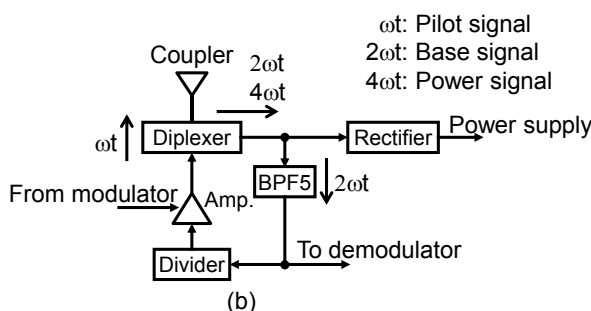 ωt: Pilot signal
2ωt: Base signal
4ωt: Power signal
Coupler
2ωt
4ωt
ωt
Diplexer
Rectifier
Power supply
BPF5
2ωt
From modulator
Amp.
To demodulator
Divider
(b)